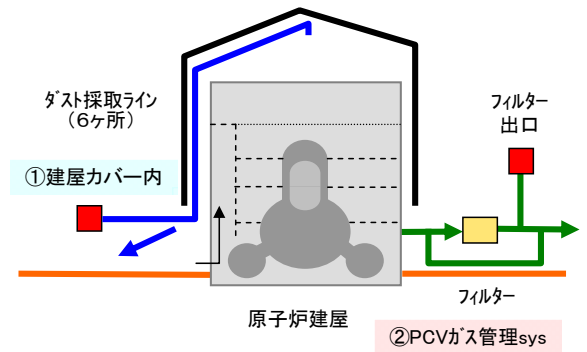 ﾀﾞｽﾄ採取ﾗｲﾝ
（6ヶ所）
①建屋カバー内
ﾌｨﾙﾀｰ
出口
ﾌｨﾙﾀｰ
原子炉建屋
②PCVｶﾞｽ管理sys